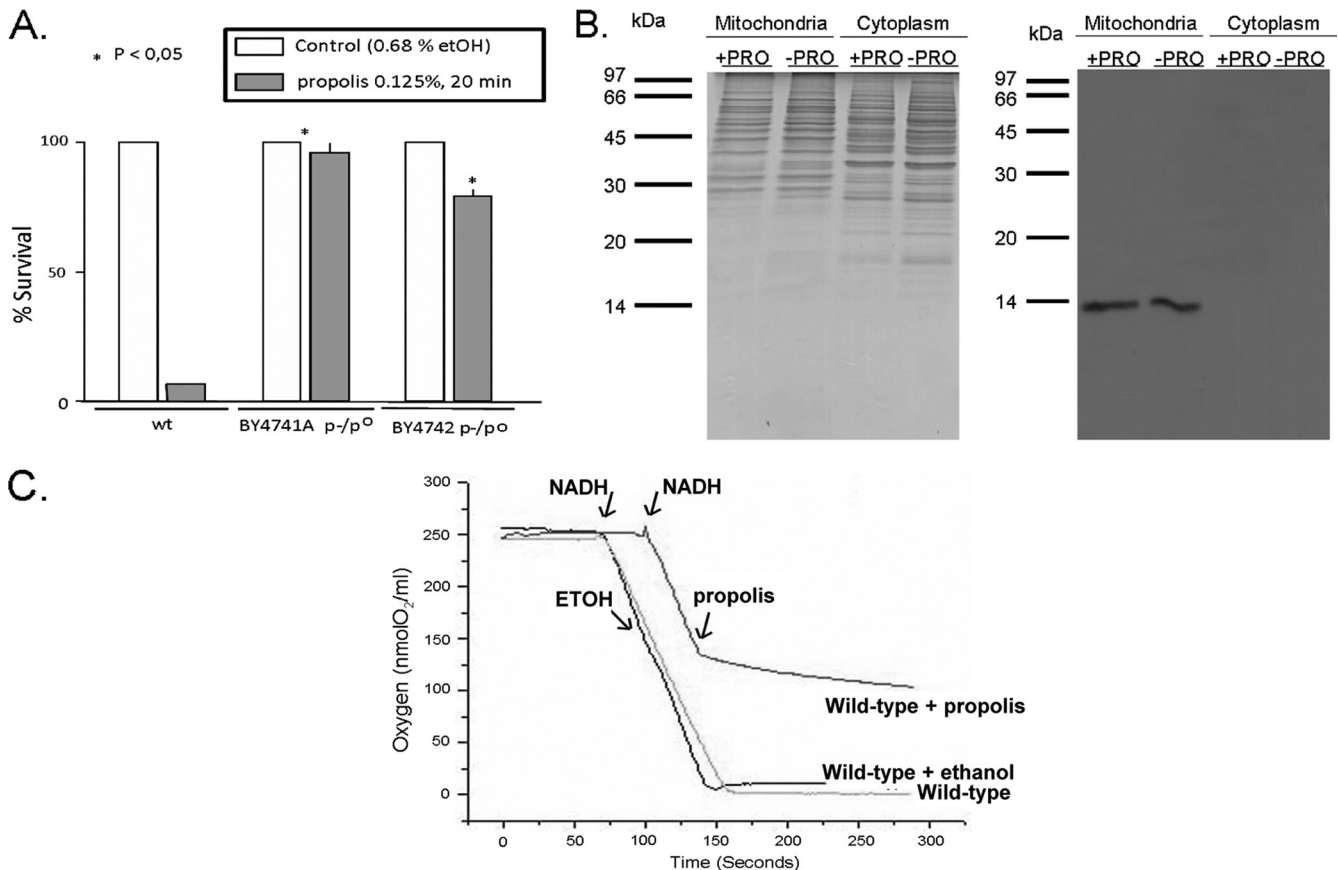 A.
* P < 0,05
Control (0.68 % etOH)
propolis 0.125%, 20 min
% Survival
100
50
0
*
*
wt
BY4741A p-/pº
BY4742 p-/pº
B.
kDa
Mitochondria Cytoplasm
+PRO -PRO +PRO -PRO
97
66
45
30
20
14
kDa
Mitochondria Cytoplasm
+PRO -PRO +PRO -PRO
97
66
45
30
20
14
C.
Oxygen (nmolO₂/ml)
300
250
200
150
100
50
0
NADH
NADH
ETOH
propolis
Wild-type + propolis
Wild-type + ethanol
Wild-type
0 50 100 150 200 250 300
Time (Seconds)